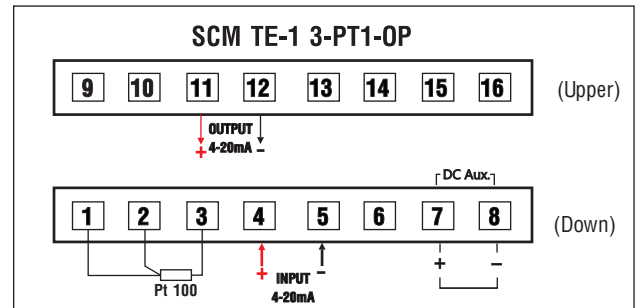 SCM TE-1 3-PT1-OP
9 10 11 12 13 14 15 16 (Upper)
OUTPUT
+ 4-20mA –
DC Aux.
1 2 3 4 5 6 7 8 (Down)
+ –
Pt 100
+ INPUT –
4-20mA